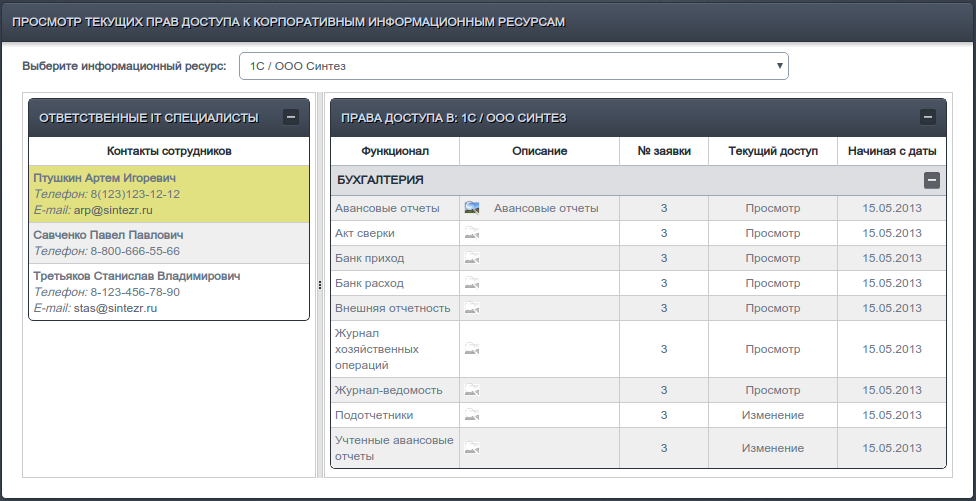 ПРОСМОТР ТЕКУЩИХ ПРАВ ДОСТУПА К КОРПОРАТИВНЫМ ИНФОРМАЦИОННЫМ РЕСУРСАМ
Выберите информационный ресурс: 1С / ООО Синтез
ОТВЕТСТВЕННЫЕ IT СПЕЦИАЛИСТЫ
Контакты сотрудников
Птушкин Артем Игоревич
Телефон: 8(123)123-12-12
E-mail: arp@sintezr.ru
Савченко Павел Павлович
Телефон: 8-800-666-55-66
Третьяков Станислав Владимирович
Телефон: 8-123-456-78-90
E-mail: stas@sintezr.ru
ПРАВА ДОСТУПА В: 1С / ООО СИНТЕЗ
Функционал Описание № заявки Текущий доступ Начиная с даты
БУХГАЛТЕРИЯ
Авансовые отчеты Авансовые отчеты 3 Просмотр 15.05.2013
Акт сверки 3 Просмотр 15.05.2013
Банк приход 3 Просмотр 15.05.2013
Банк расход 3 Просмотр 15.05.2013
Внешняя отчетность 3 Просмотр 15.05.2013
Журнал
хозяйственных 3 Просмотр 15.05.2013
операций
Журнал-ведомость 3 Просмотр 15.05.2013
Подотчетники 3 Изменение 15.05.2013
Учтенные авансовые
отчеты 3 Изменение 15.05.2013